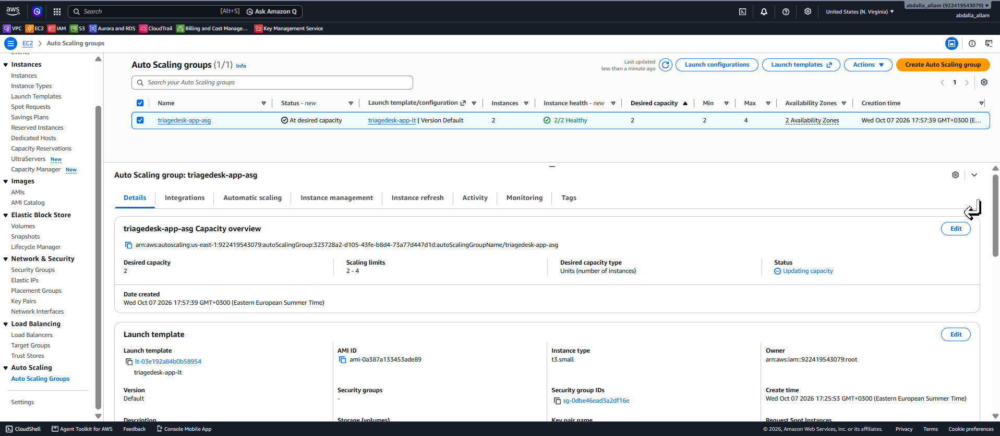 aws
Search
[Alt+S]
Ask Amazon Q
United States (N. Virginia)
abdalla_allam (922419543079)
abdalla_allam
VPC
EC2
IAM
S3
Aurora and RDS
CloudTrail
Billing and Cost Manage...
Key Management Service
EC2
Auto Scaling groups
Events
Instances
Instances
Instance Types
Launch Templates
Spot Requests
Savings Plans
Reserved Instances
Dedicated Hosts
Capacity Reservations
UltraServers New
Capacity Manager New
Images
AMIs
AMI Catalog
Elastic Block Store
Volumes
Snapshots
Lifecycle Manager
Network & Security
Security Groups
Elastic IPs
Placement Groups
Key Pairs
Network Interfaces
Load Balancing
Load Balancers
Target Groups
Trust Stores
Auto Scaling
Auto Scaling Groups
Settings
Auto Scaling groups (1/1) Info
Last updated
less than a minute ago
Launch configurations
Launch templates
Actions
Create Auto Scaling group
Search your Auto Scaling groups
1
Name
Status - new
Launch template/configuration
Instances
Instance health - new
Desired capacity
Min
Max
Availability Zones
Creation time
triagedesk-app-asg
At desired capacity
triagedesk-app-lt | Version Default
2
2/2 Healthy
2
2
4
2 Availability Zones
Wed Oct 07 2026 17:57:39 GMT+0300 (E...
Auto Scaling group: triagedesk-app-asg
Details
Integrations
Automatic scaling
Instance management
Instance refresh
Activity
Monitoring
Tags
triagedesk-app-asg Capacity overview
Edit
arn:aws:autoscaling:us-east-1:922419543079:autoScalingGroup:323728a2-d105-43fe-b8d4-73a77d447d1d:autoScalingGroupName/triagedesk-app-asg
Desired capacity
2
Scaling limits
2 - 4
Desired capacity type
Units (number of instances)
Status
Updating capacity
Date created
Wed Oct 07 2026 17:57:39 GMT+0300 (Eastern European Summer Time)
Launch template
Edit
Launch template
lt-03e192a84b0b58954
triagedesk-app-lt
AMI ID
ami-0a387a133453ade89
Instance type
t3.small
Owner
arn:aws:iam::922419543079:root
Version
Default
Security groups
-
Security group IDs
sg-0dbe46ead3a2df16e
Create time
Wed Oct 07 2026 17:25:53 GMT+0300 (Eastern European Summer Time)
Description
Storage (volumes)
Key pair name
Request Spot Instances
CloudShell
Agent Toolkit for AWS
Feedback
Console Mobile App
© 2026, Amazon Web Services, Inc. or its affiliates.
Privacy
Terms
Cookie preferences